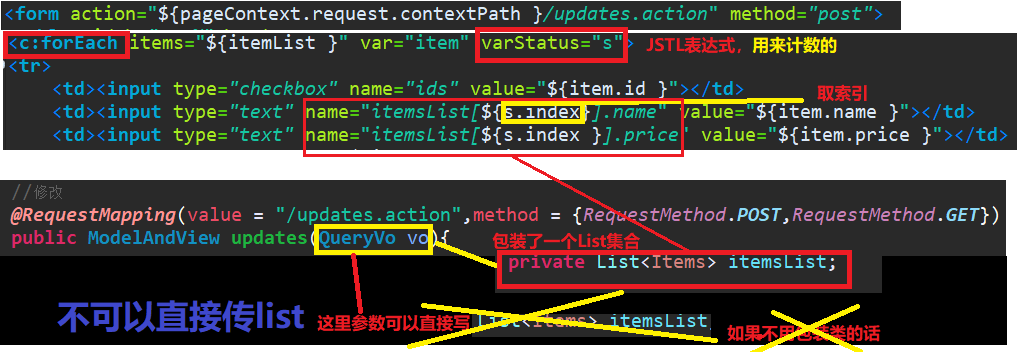 <form action="${pageContext.request.contextPath }/updates.action" method="post">
<c:forEach items="${itemList }" var="item" varStatus="s"> JSTL表达式，用来计数的
<tr>
<td><input type="checkbox" name="ids" value="${item.id }"></td> 取索引
<td><input type="text" name="itemsList[${s.index}].name" value="${item.name }"></td>
<td><input type="text" name="itemsList[${s.index }].price" value="${item.price }"></td>
//修改
@RequestMapping(value = "/updates.action",method = {RequestMethod.POST,RequestMethod.GET})
public ModelAndView updates(QueryVo vo){ 包装了一个List集合
private List<Items> itemsList;
不可以直接传list 这里参数可以直接写 List<Items> itemsList 如果不用包装类的话